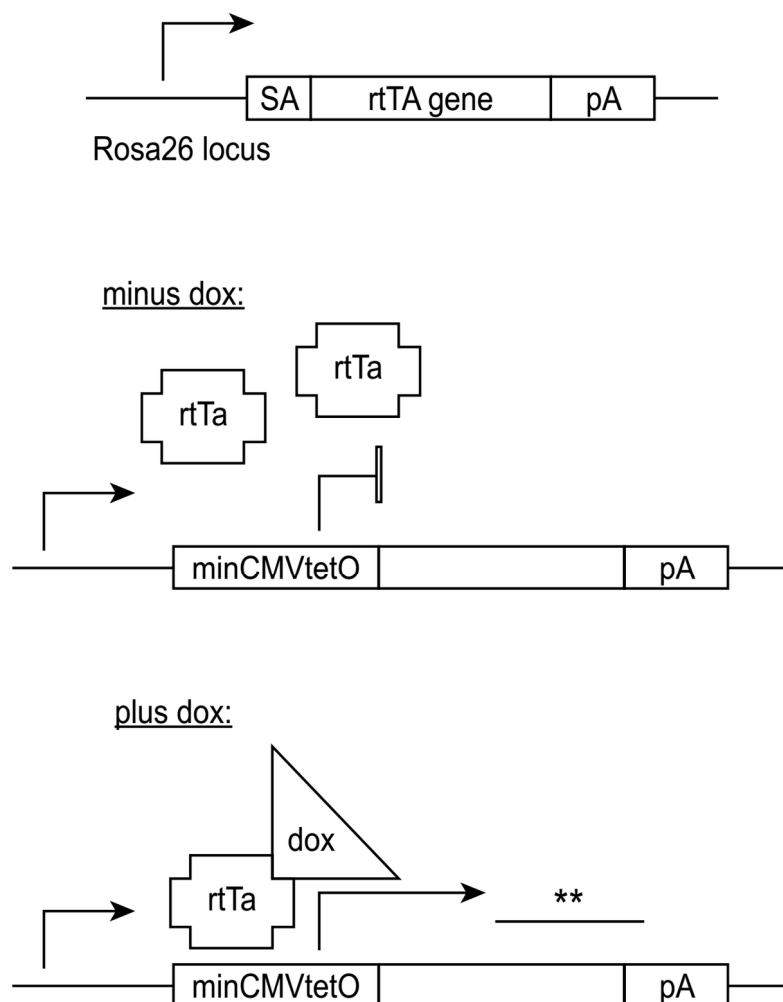 SA rtTA gene pA
Rosa26 locus
minus dox:
rtTa
rtTa
minCMVtetO pA
plus dox:
dox
rtTa
**
minCMVtetO pA